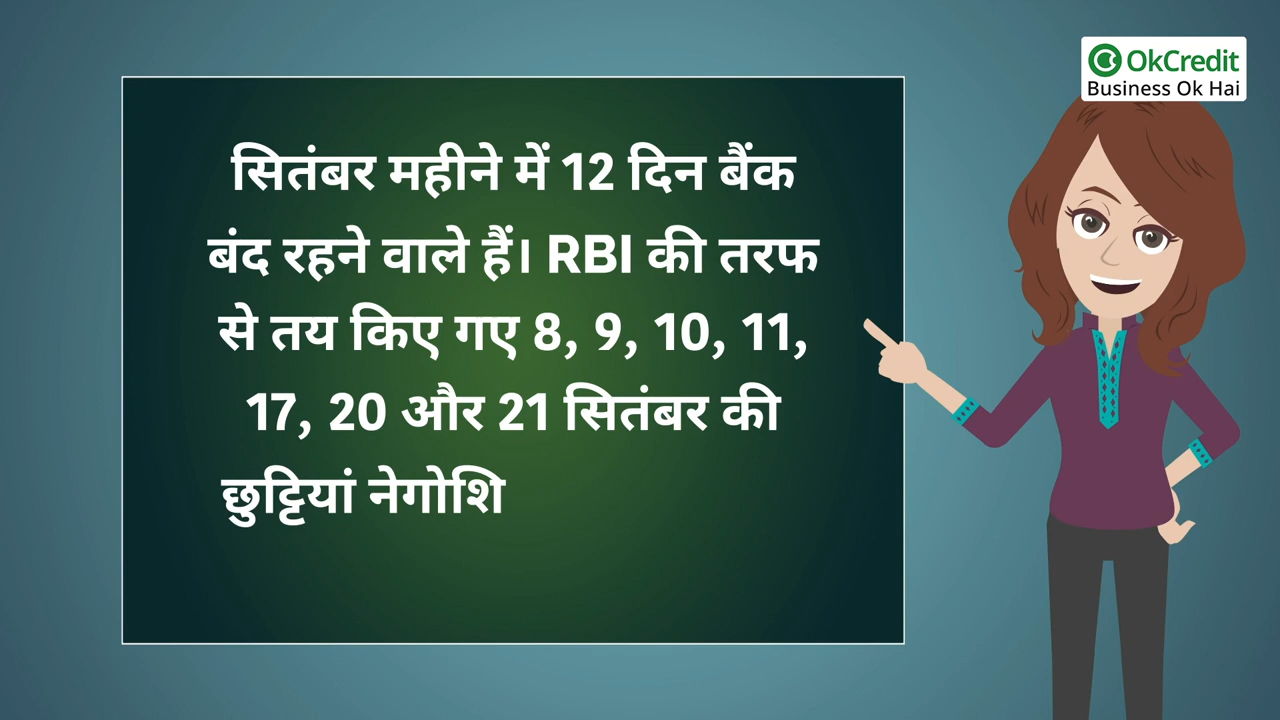 OkCredit
Business Ok Hai
सितंबर महीने में 12 दिन बैंक
बंद रहने वाले हैं। RBI की तरफ
से तय किए गए 8, 9, 10, 11,
17, 20 और 21 सितंबर की
छुट्टियां नेगोशि